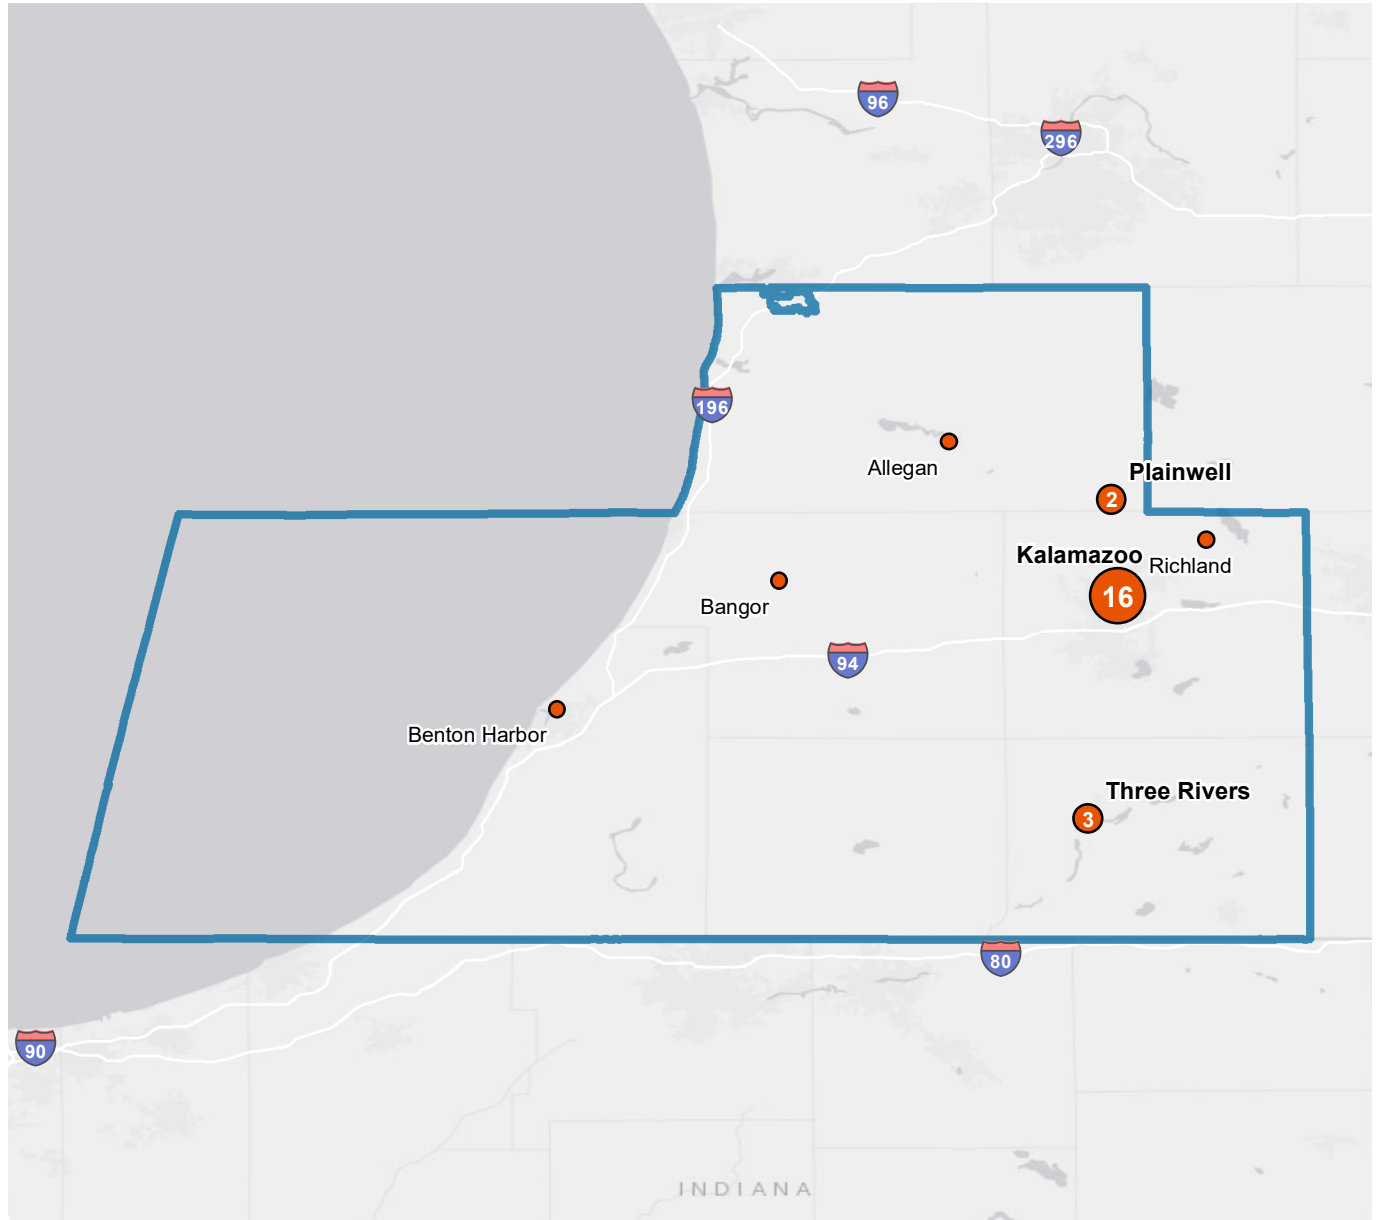 96
296
196
Allegan
Plainwell
2
Kalamazoo
Richland
16
Bangor
94
Benton Harbor
Three Rivers
3
80
90
INDIANA